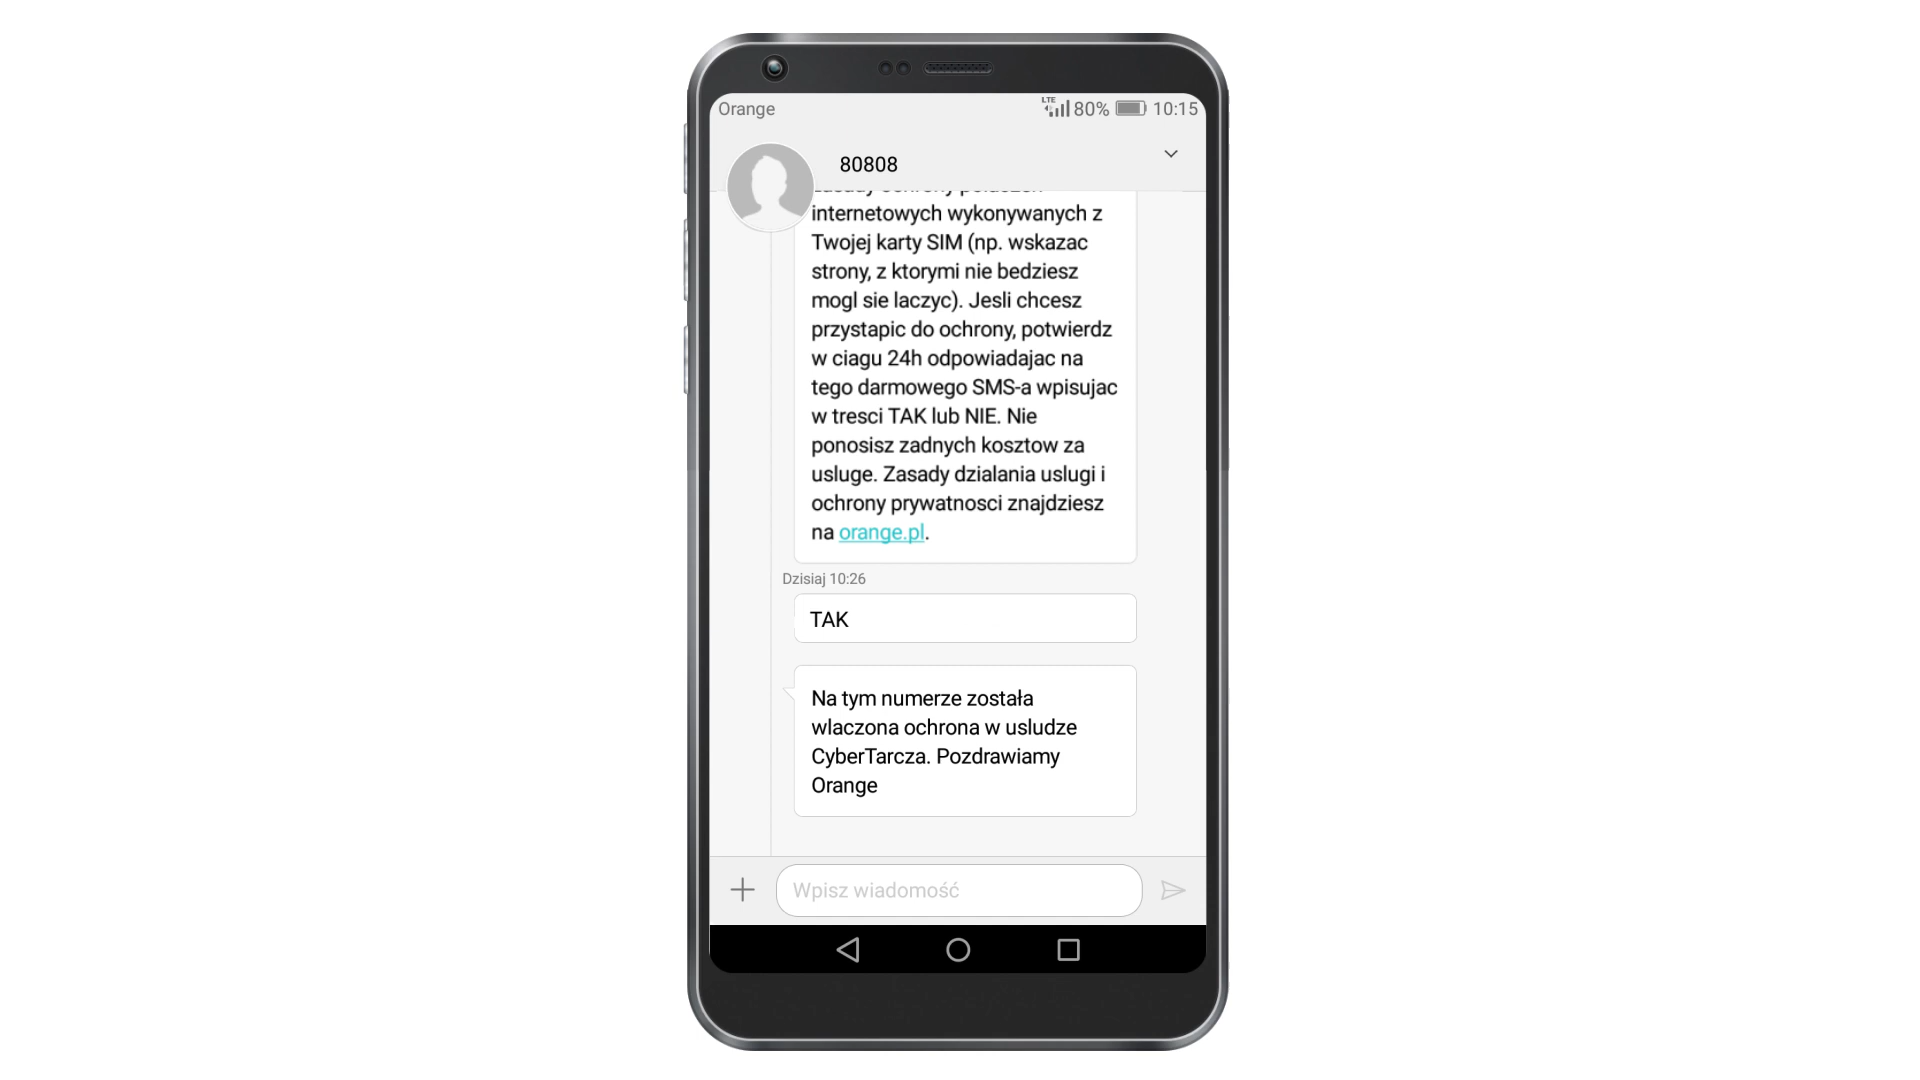 Orange
LTE 80% 10:15
80808
internetowych wykonywanych z
Twojej karty SIM (np. wskazac
strony, z ktorymi nie bedziesz
mogl sie laczyc). Jesli chcesz
przystapic do ochrony, potwierdz
w ciagu 24h odpowiadajac na
tego darmowego SMS-a wpisujac
w tresci TAK lub NIE. Nie
ponosisz zadnych kosztow za
usluge. Zasady dzialania uslugi i
ochrony prywatnosci znajdziesz
na orange.pl.
Dzisiaj 10:26
TAK
Na tym numerze została
wlaczona ochrona w usludze
CyberTarcza. Pozdrawiamy
Orange
Wpisz wiadomość